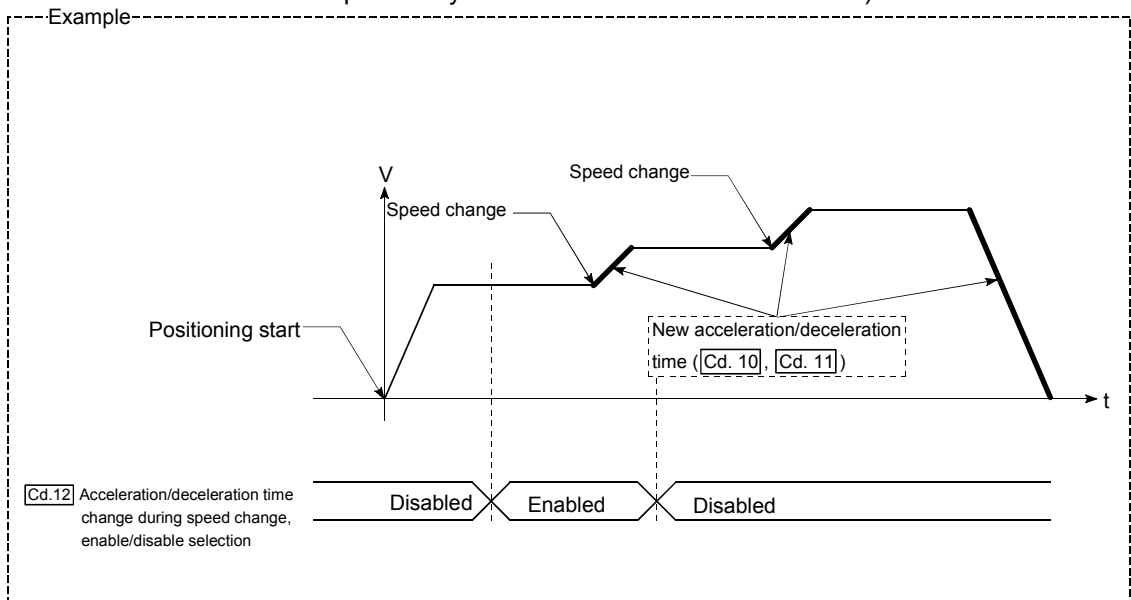 Example
V
Speed change
Speed change
Positioning start
New acceleration/deceleration
time ( Cd. 10 , Cd. 11 )
t
Cd.12 Acceleration/deceleration time
change during speed change,
enable/disable selection
Disabled
Enabled
Disabled